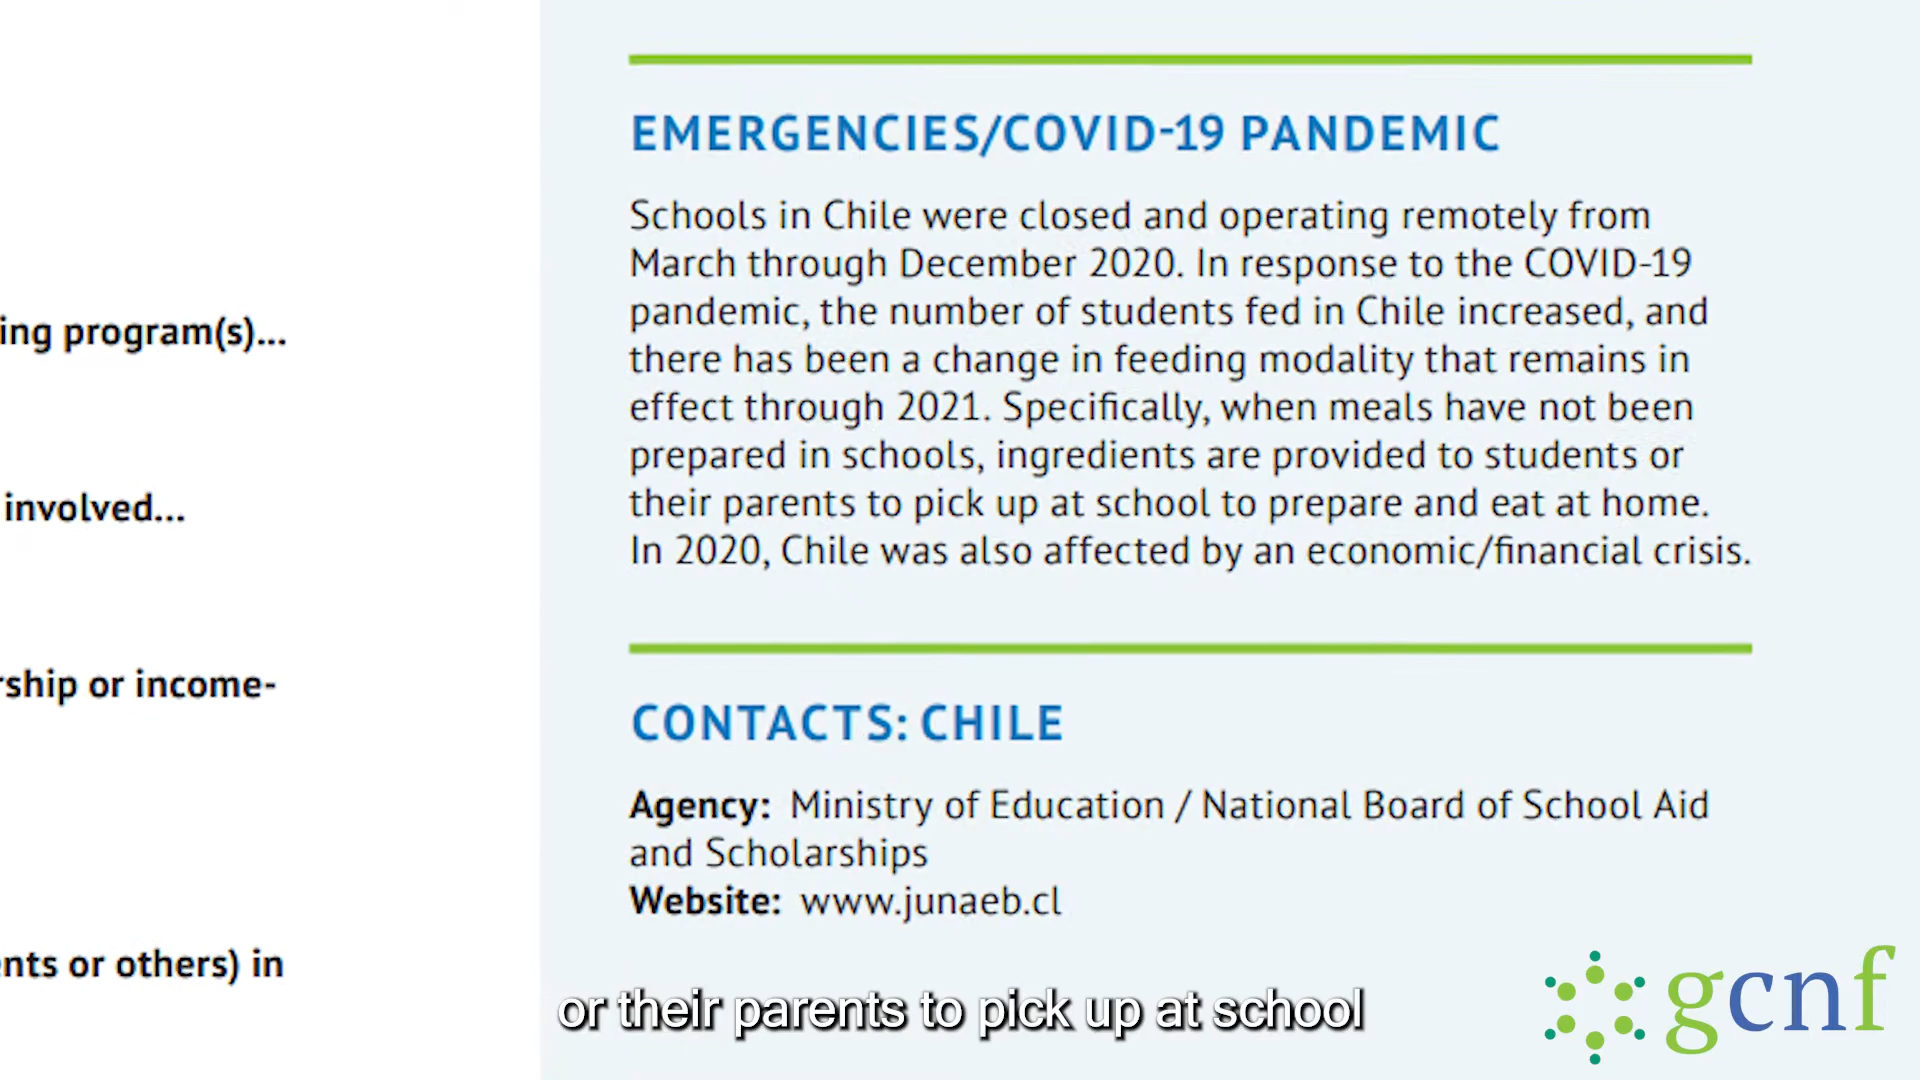 ing program(s)...
involved...
rship or income-
ents or others) in
EMERGENCIES/COVID-19 PANDEMIC
Schools in Chile were closed and operating remotely from
March through December 2020. In response to the COVID-19
pandemic, the number of students fed in Chile increased, and
there has been a change in feeding modality that remains in
effect through 2021. Specifically, when meals have not been
prepared in schools, ingredients are provided to students or
their parents to pick up at school to prepare and eat at home.
In 2020, Chile was also affected by an economic/financial crisis.
CONTACTS: CHILE
Agency: Ministry of Education / National Board of School Aid
and Scholarships
Website: www.junaeb.cl
or their parents to pick up at school
gcnf